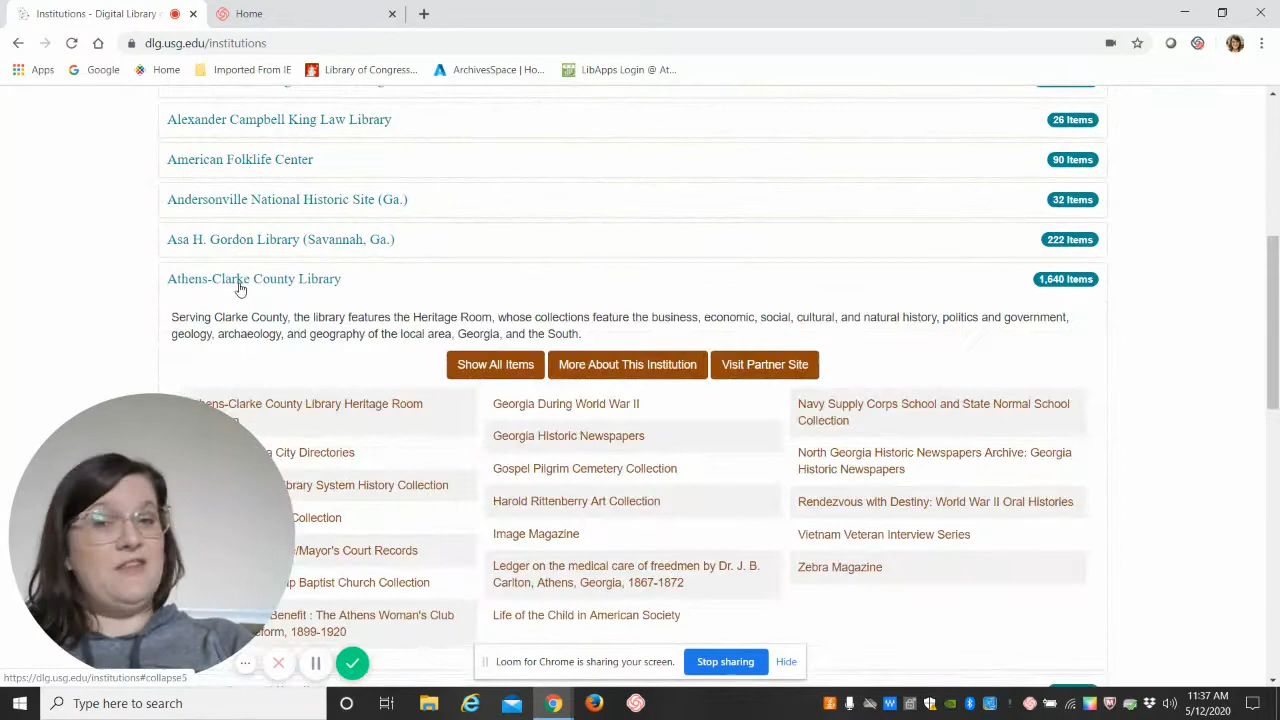 Institutions - Digital Library
Home
dlg.usg.edu/institutions
Apps
Google
Home
Imported From IE
Library of Congress...
ArchivesSpace | Ho...
LibApps Login @ At...
Alexander Campbell King Law Library
26 Items
American Folklife Center
90 Items
Andersonville National Historic Site (Ga.)
32 Items
Asa H. Gordon Library (Savannah, Ga.)
222 Items
Athens-Clarke County Library
1,640 Items
Serving Clarke County, the library features the Heritage Room, whose collections feature the business, economic, social, cultural, and natural history, politics and government,
geology, archaeology, and geography of the local area, Georgia, and the South.
Show All Items
More About This Institution
Visit Partner Site
hens-Clarke County Library Heritage Room
City Directories
Library System History Collection
Collection
/Mayor's Court Records
Baptist Church Collection
Benefit : The Athens Woman's Club
1899-1920
Georgia During World War II
Georgia Historic Newspapers
Gospel Pilgrim Cemetery Collection
Harold Rittenberry Art Collection
Image Magazine
Ledger on the medical care of freedmen by Dr. J. B.
Carlton, Athens, Georgia, 1867-1872
Life of the Child in American Society
Navy Supply Corps School and State Normal School
Collection
North Georgia Historic Newspapers Archive: Georgia
Historic Newspapers
Rendezvous with Destiny: World War II Oral Histories
Vietnam Veteran Interview Series
Zebra Magazine
Loom for Chrome is sharing your screen.
Stop sharing
Hide
https://dlg.usg.edu/institutions#collapse5
Type here to search
11:37 AM
5/12/2020